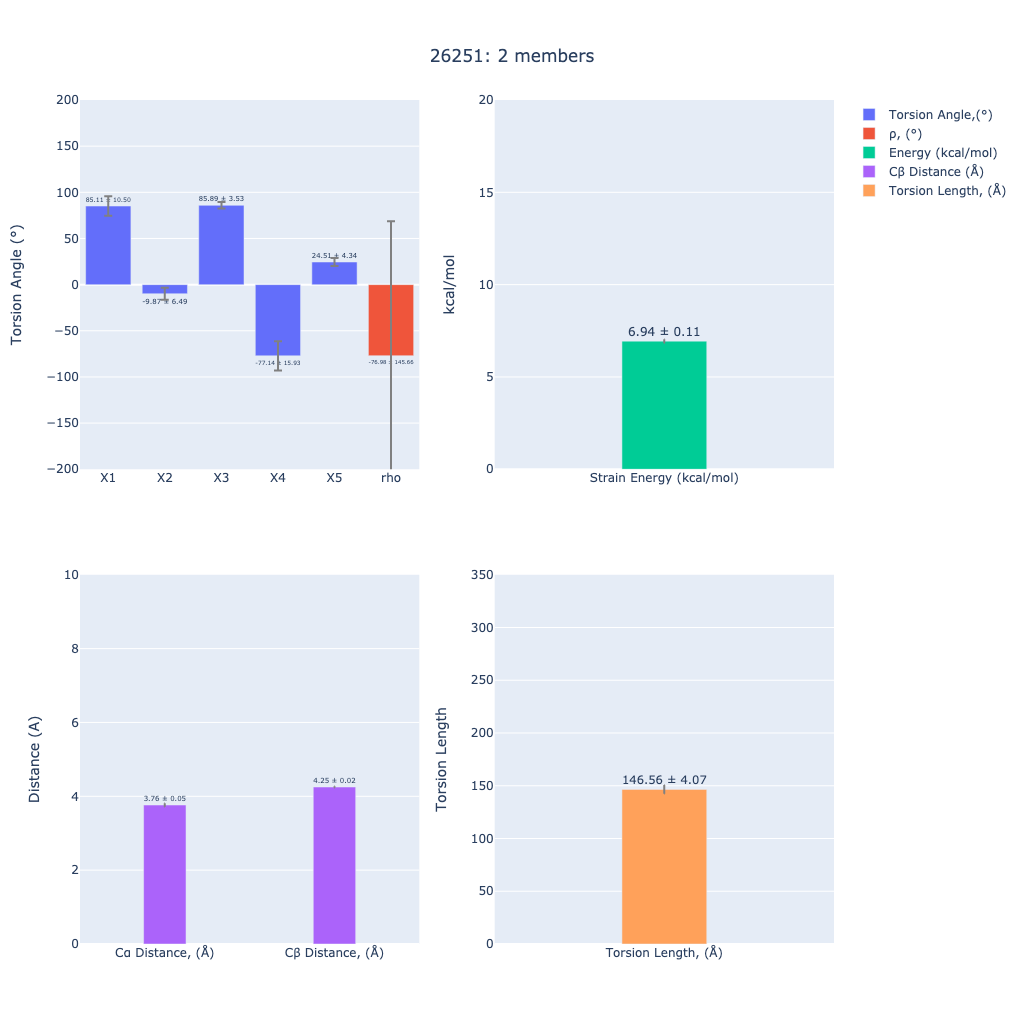 26251: 2 members
Torsion Angle (°)
200
150
100
50
0
−50
−100
−150
−200
85.11 ± 10.50
-9.87 ± 6.49
85.89 ± 3.53
-77.14 ± 15.93
24.51 ± 4.34
-76.98 ± 145.66
X1 X2 X3 X4 X5 rho
kcal/mol
20
15
10
5
0
6.94 ± 0.11
Strain Energy (kcal/mol)
Torsion Angle,(°)
ρ, (°)
Energy (kcal/mol)
Cβ Distance (Å)
Torsion Length, (Å)
Distance (A)
10
8
6
4
2
0
3.76 ± 0.05
4.25 ± 0.02
Cα Distance, (Å) Cβ Distance, (Å)
Torsion Length
350
300
250
200
150
100
50
0
146.56 ± 4.07
Torsion Length, (Å)